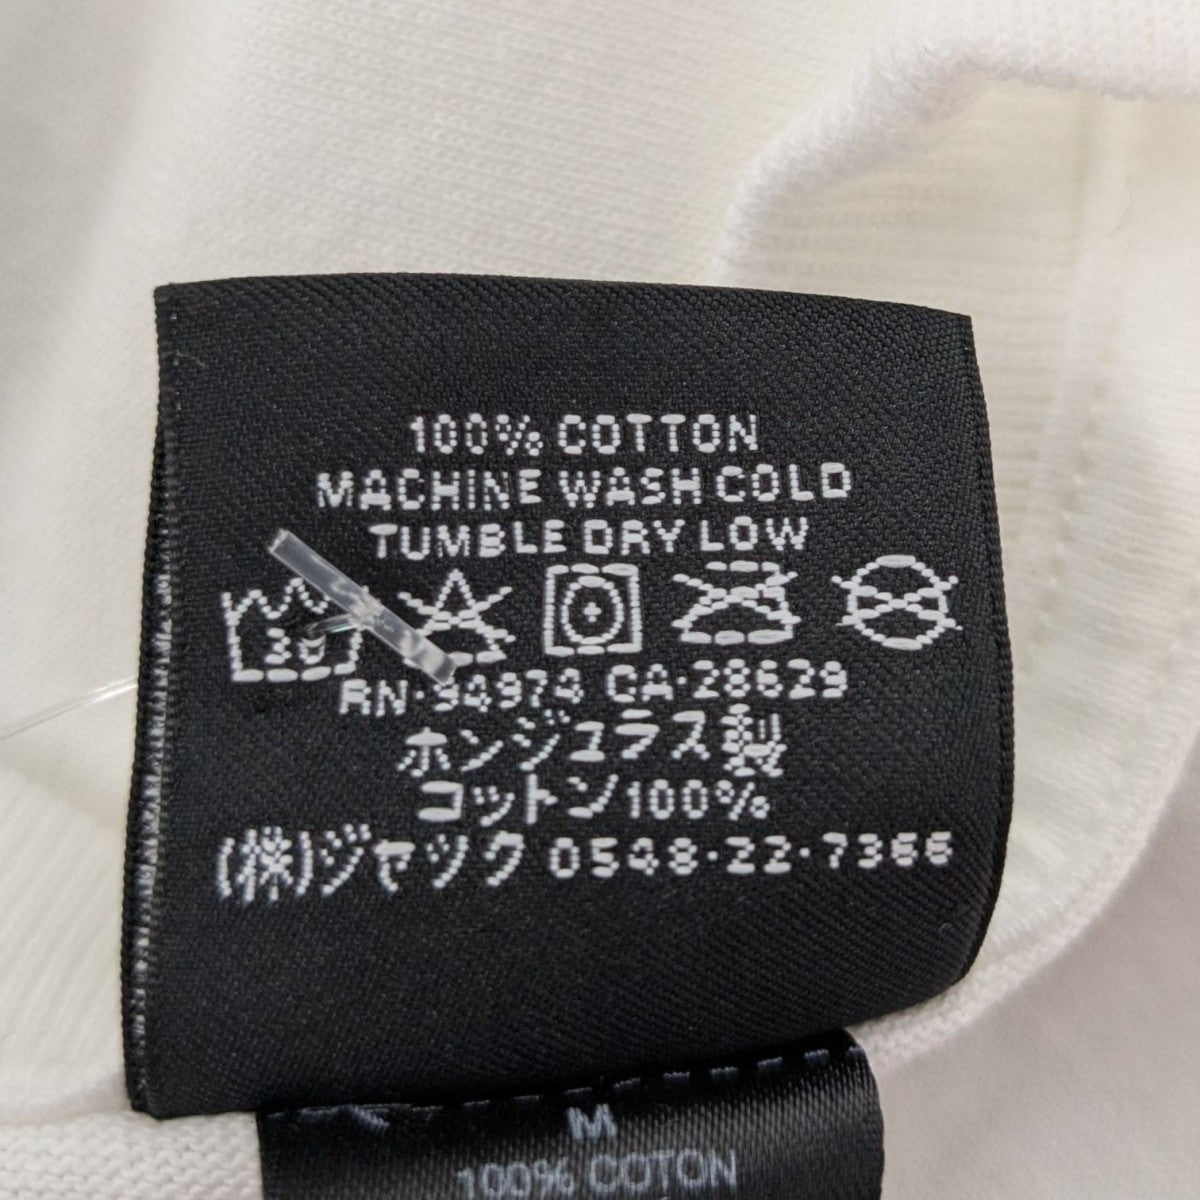 100% COTTON
MACHINE WASH COLD
TUMBLE DRY LOW
30
RN·94974 CA·28629
ホンジュラス製
コットン100%
(株)ジャック 0548·22·7366
M
100% COTON